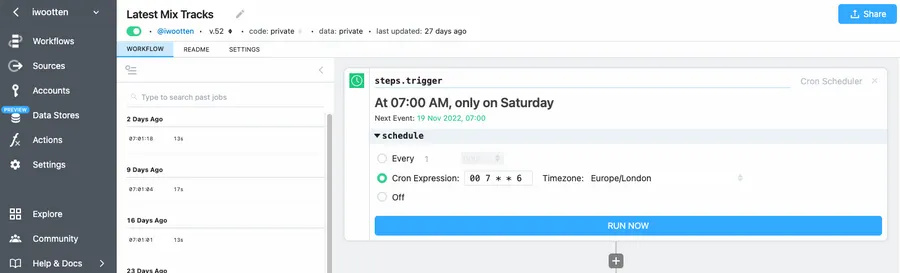 iwootten
Workflows
Sources
Accounts
PREVIEW
Data Stores
Actions
Settings
Explore
Community
Help & Docs
Latest Mix Tracks
Share
@iwootten • v.52 • code: private • data: private • last updated: 27 days ago
WORKFLOW README SETTINGS
Type to search past jobs
2 Days Ago
07:01:18 13s
9 Days Ago
07:01:04 17s
16 Days Ago
07:01:01 13s
23 Days Ago
steps.trigger
Cron Scheduler
At 07:00 AM, only on Saturday
Next Event: 19 Nov 2022, 07:00
schedule
Every 1
Cron Expression: 00 7 * * 6 Timezone: Europe/London
Off
RUN NOW